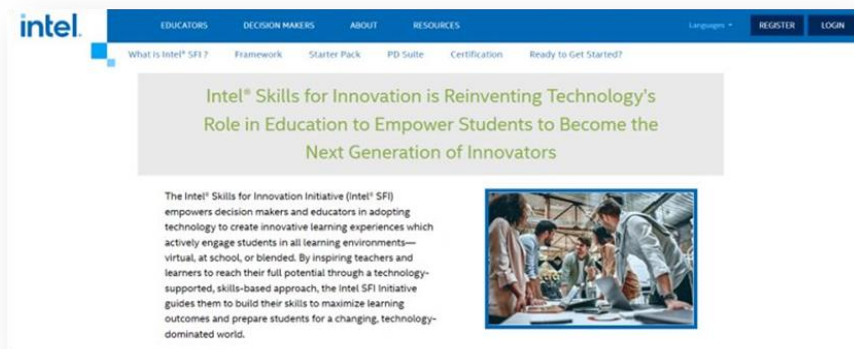 intel.
EDUCATORS DECISION MAKERS ABOUT RESOURCES Languages REGISTER LOGIN
What is Intel® SFI ? Framework Starter Pack PD Suite Certification Ready to Get Started?
Intel® Skills for Innovation is Reinventing Technology's
Role in Education to Empower Students to Become the
Next Generation of Innovators
The Intel® Skills for Innovation Initiative (Intel® SFI)
empowers decision makers and educators in adopting
technology to create innovative learning experiences which
actively engage students in all learning environments—
virtual, at school, or blended. By inspiring teachers and
learners to reach their full potential through a technology-
supported, skills-based approach, the Intel SFI Initiative
guides them to build their skills to maximize learning
outcomes and prepare students for a changing, technology-
dominated world.